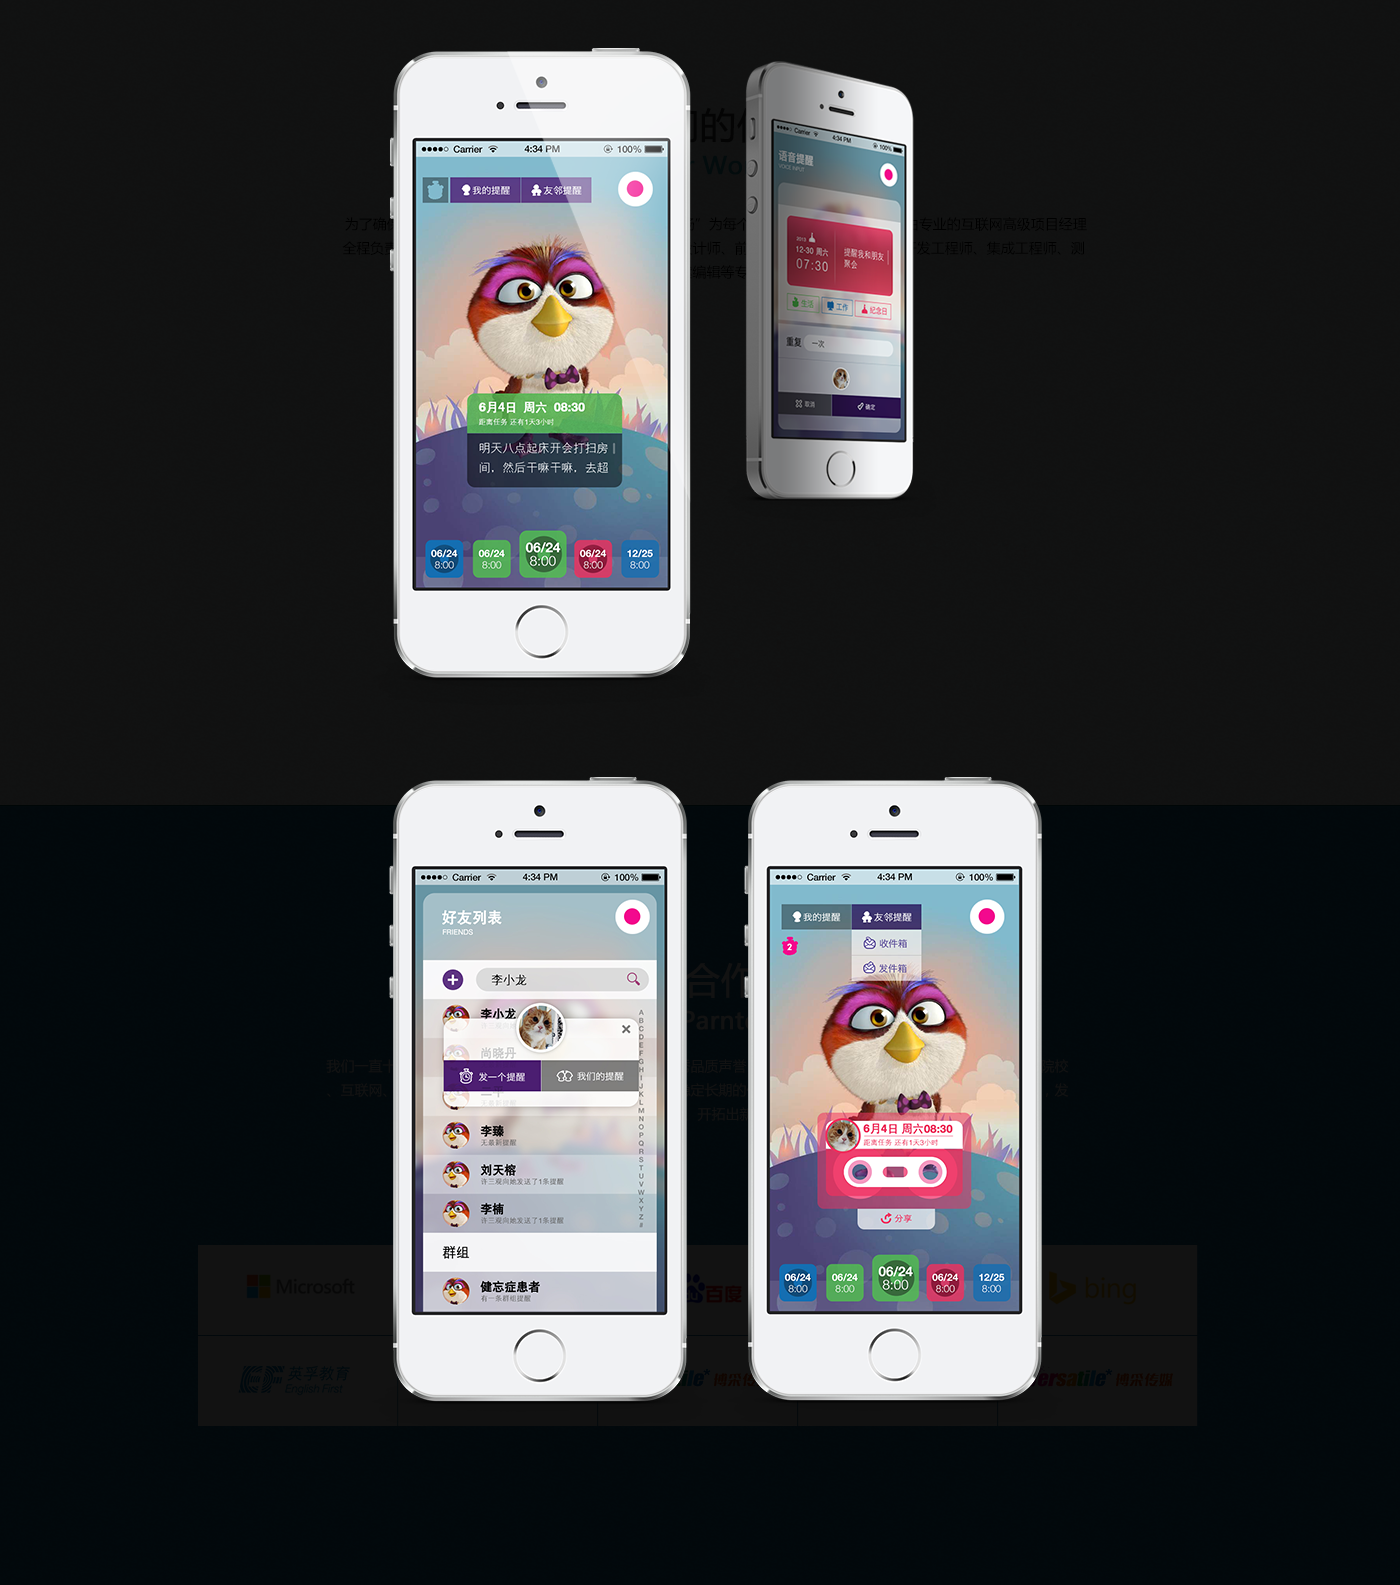 Carrier 4:34 PM 100%
我的提醒 友邻提醒
6月4日 周六 08:30
距离任务 还有1天3小时
明天八点起床开会打扫房
间，然后干嘛干嘛，去超
06/24 8:00
06/24 8:00
06/24 8:00
06/24 8:00
12/25 8:00
Carrier 4:34 PM 100%
语音提醒
VOICE INPUT
2013
12-30 周六
07:30
提醒我和朋友
聚会
生活 工作 纪念日
重复 一次
取消 确定
为了确
为每个
专业的互联网高级项目经理
全程负
计师、
发工程师、集成工程师、测
编辑等专
Carrier 4:34 PM 100%
好友列表
FRIENDS
李小龙
李小龙
尚晓丹
发一个提醒 我们的提醒
李臻
无最新提醒
刘天榕
许三观向她发送了1条提醒
李楠
许三观向她发送了1条提醒
群组
健忘症患者
有一条群组提醒
A
B
C
D
E
F
G
H
I
J
K
L
M
N
O
P
Q
R
S
T
U
V
W
X
Y
Z
#
Carrier 4:34 PM 100%
我的提醒 友邻提醒
2
收件箱
发件箱
6月4日 周六08:30
距离任务 还有1天3小时
分享
06/24 8:00
06/24 8:00
06/24 8:00
06/24 8:00
12/25 8:00
合作
Parnt
我们一直
品质声誉
院校
、互联网、
定长期的
发
开拓出
Microsoft
百度
bing
EF 英孚教育
English First
ersatile 博采传媒